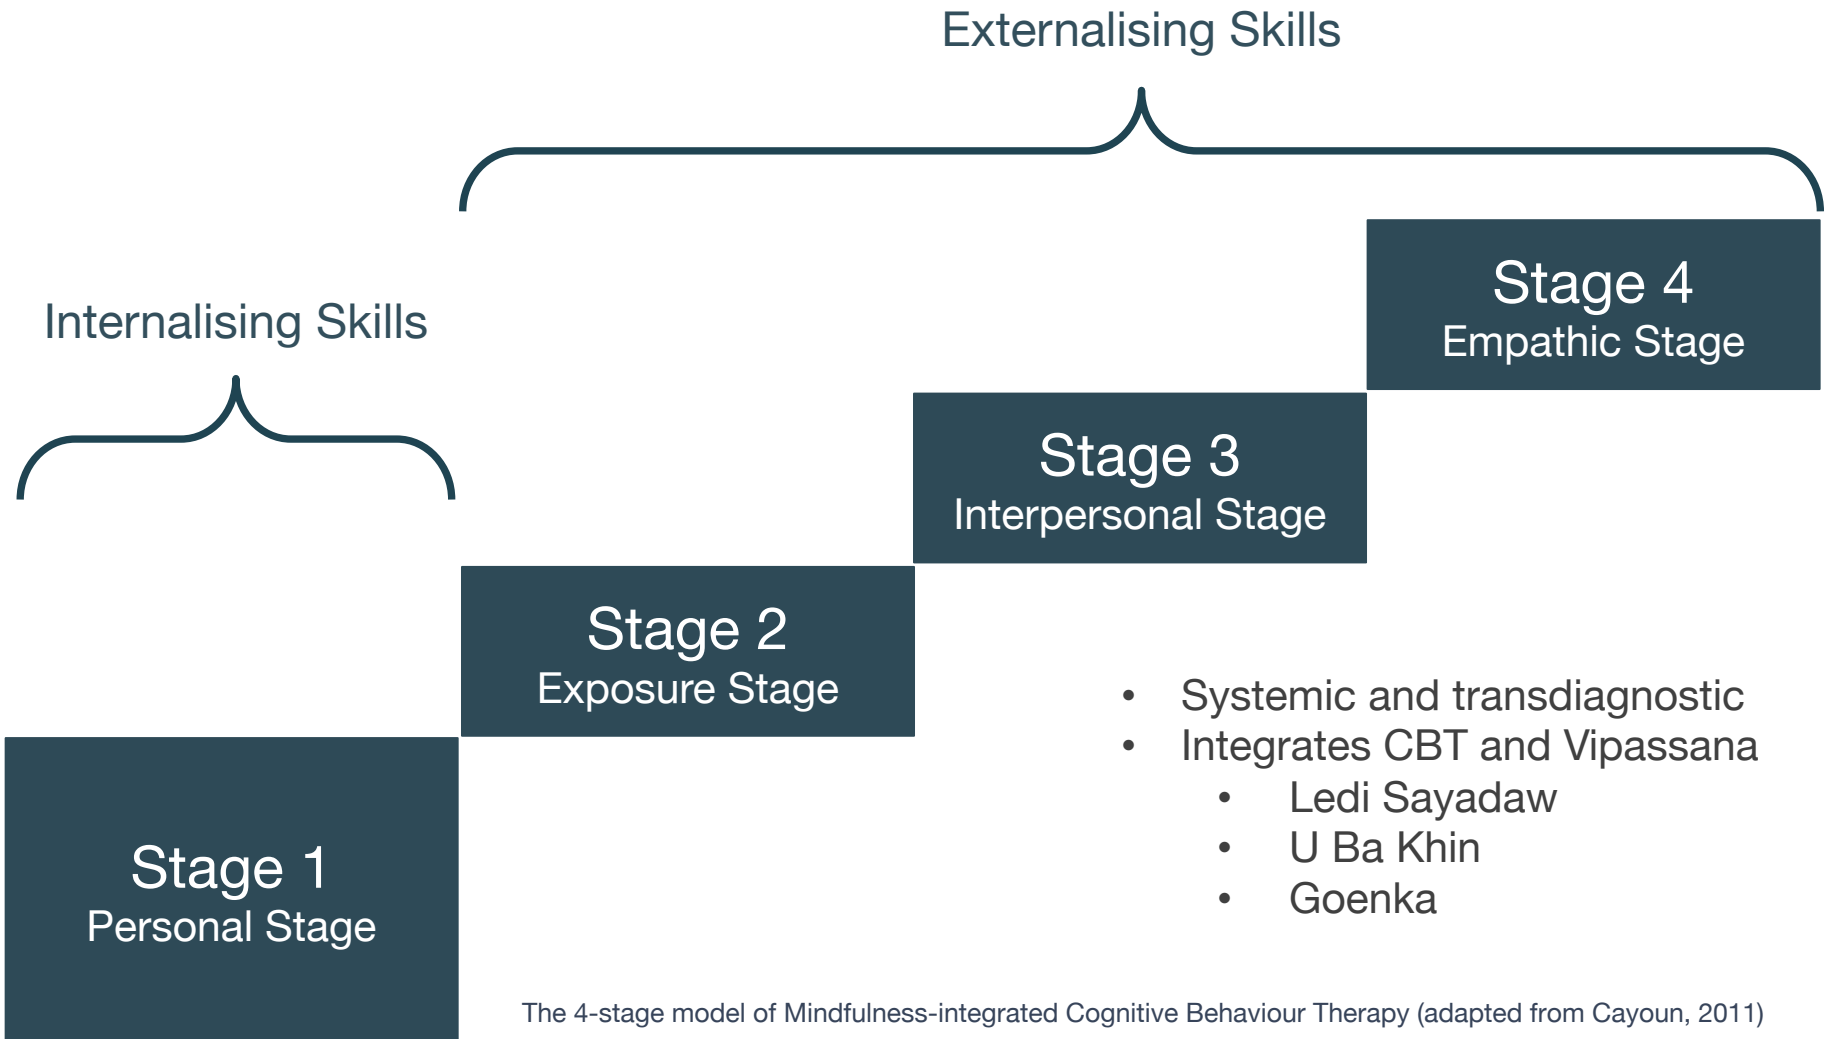 Externalising Skills
Internalising Skills
Stage 4
Empathic Stage
Stage 3
Interpersonal Stage
Stage 2
Exposure Stage
Stage 1
Personal Stage
• Systemic and transdiagnostic
• Integrates CBT and Vipassana
• Ledi Sayadaw
• U Ba Khin
• Goenka
The 4-stage model of Mindfulness-integrated Cognitive Behaviour Therapy (adapted from Cayoun, 2011)